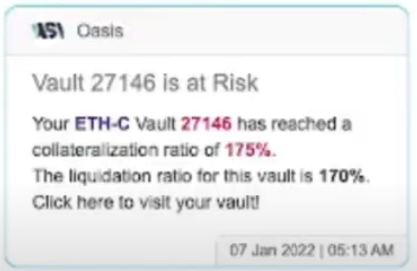 Oasis
Vault 27146 is at Risk
Your ETH-C Vault 27146 has reached a
collateralization ratio of 175%.
The liquidation ratio for this vault is 170%.
Click here to visit your vault!
07 Jan 2022 | 05:13 AM